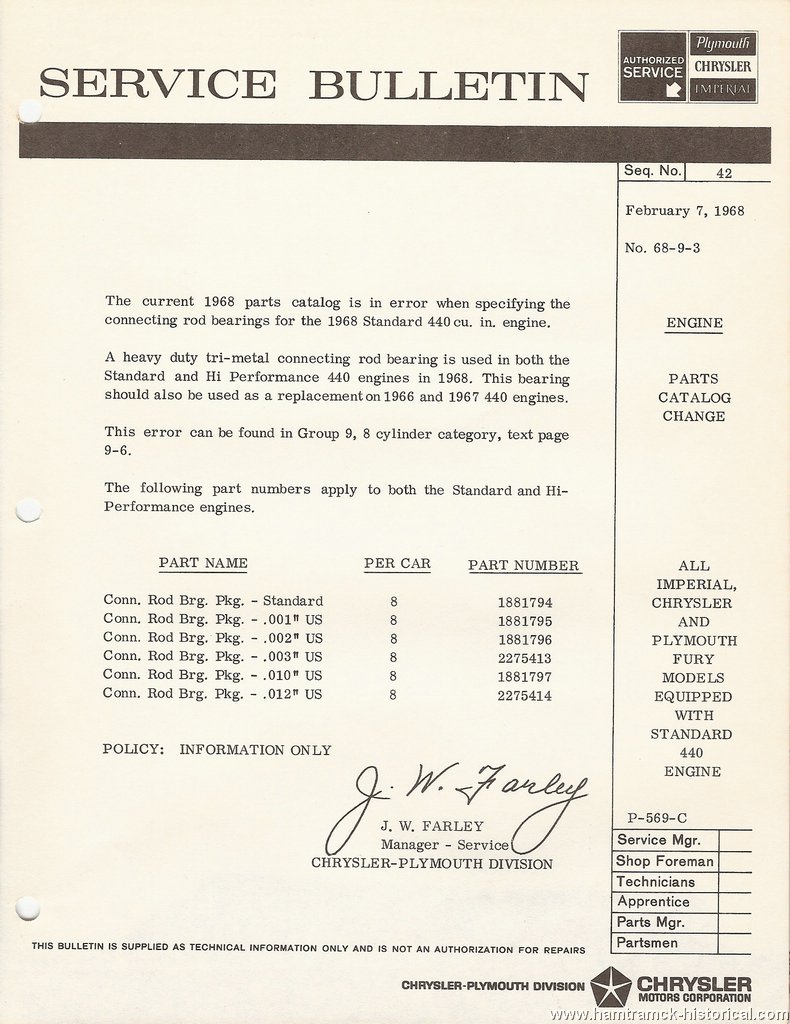 SERVICE BULLETIN
AUTHORIZED
SERVICE
Plymouth
CHRYSLER
IMPERIAL
Seq. No. 42
February 7, 1968
No. 68-9-3
The current 1968 parts catalog is in error when specifying the
connecting rod bearings for the 1968 Standard 440 cu. in. engine.
A heavy duty tri-metal connecting rod bearing is used in both the
Standard and Hi Performance 440 engines in 1968. This bearing
should also be used as a replacement on 1966 and 1967 440 engines.
This error can be found in Group 9, 8 cylinder category, text page
9-6.
The following part numbers apply to both the Standard and Hi-
Performance engines.
ENGINE
PARTS
CATALOG
CHANGE
PART NAME PER CAR PART NUMBER
Conn. Rod Brg. Pkg. - Standard 8 1881794
Conn. Rod Brg. Pkg. - .001" US 8 1881795
Conn. Rod Brg. Pkg. - .002" US 8 1881796
Conn. Rod Brg. Pkg. - .003" US 8 2275413
Conn. Rod Brg. Pkg. - .010" US 8 1881797
Conn. Rod Brg. Pkg. - .012" US 8 2275414
ALL
IMPERIAL,
CHRYSLER
AND
PLYMOUTH
FURY
MODELS
EQUIPPED
WITH
STANDARD
440
ENGINE
POLICY: INFORMATION ONLY
J. W. Farley
J. W. FARLEY
Manager - Service
CHRYSLER-PLYMOUTH DIVISION
P-569-C
Service Mgr.
Shop Foreman
Technicians
Apprentice
Parts Mgr.
Partsmen
THIS BULLETIN IS SUPPLIED AS TECHNICAL INFORMATION ONLY AND IS NOT AN AUTHORIZATION FOR REPAIRS
CHRYSLER-PLYMOUTH DIVISION CHRYSLER
MOTORS CORPORATION
www.hamtramck-historical.com